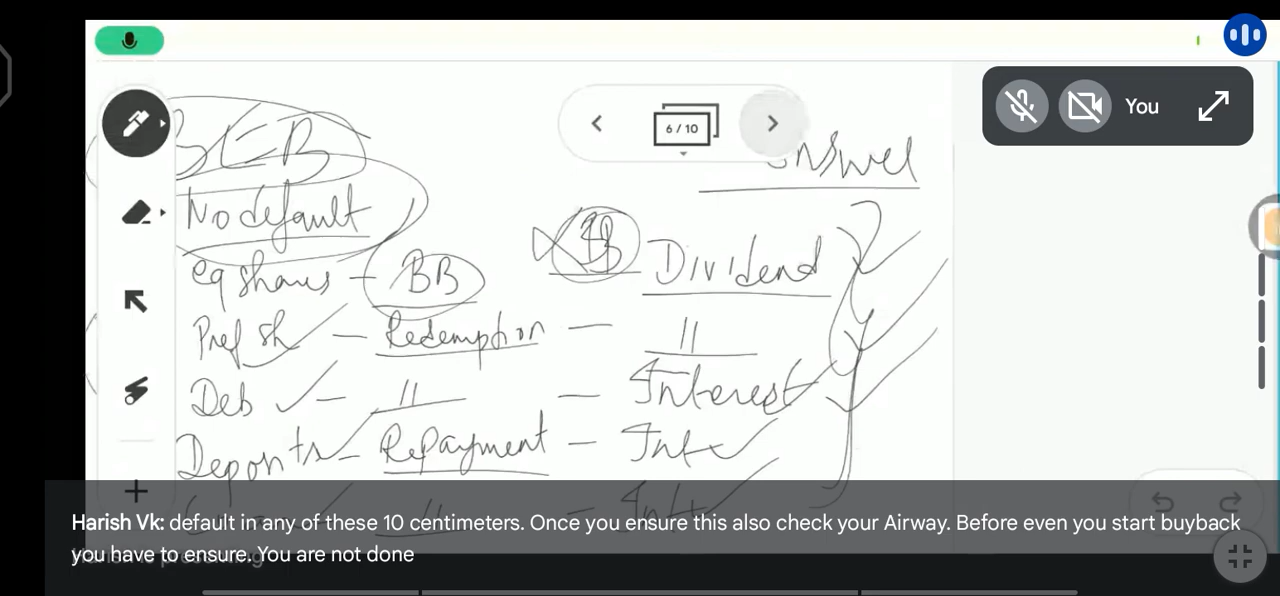 6 / 10
You
Answer
No default
eq shares - BB Dividend
Pref sh - Redemption - 11
Deb - 11 - Interest
Deposits - Repayment - Int
Harish Vk: default in any of these 10 centimeters. Once you ensure this also check your Airway. Before even you start buyback
you have to ensure. You are not done